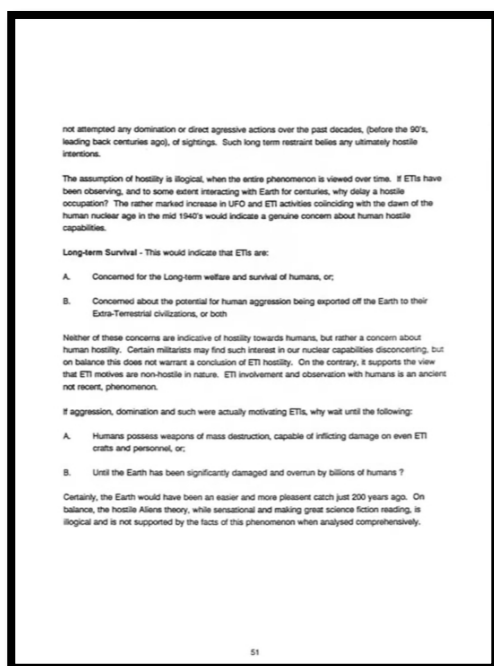 not attempted any domination or direct agressive actions over the past decades, (before the 90's,
leading back centuries ago), of sightings. Such long term restraint belies any ultimately hostile
intentions.
The assumption of hostility is illogical, when the entire phenomenon is viewed over time. If ETIs have
been observing, and to some extent interacting with Earth for centuries, why delay a hostile
occupation? The rather marked increase in UFO and ETI activities coinciding with the dawn of the
human nuclear age in the mid 1940's would indicate a genuine concern about human hostile
capabilities.
Long-term Survival - This would indicate that ETIs are:
A. Concerned for the Long-term welfare and survival of humans, or;
B. Concerned about the potential for human aggression being exported off the Earth to their
Extra-Terrestrial civilizations, or both
Neither of these concerns are indicative of hostility towards humans, but rather a concern about
human hostility. Certain militarists may find such interest in our nuclear capabilities disconcerting, but
on balance this does not warrant a conclusion of ETI hostility. On the contrary, it supports the view
that ETI motives are non-hostile in nature. ETI involvement and observation with humans is an ancient
not recent, phenomenon.
If aggression, domination and such were actually motivating ETIs, why wait until the following:
A. Humans possess weapons of mass destruction, capable of inflicting damage on even ETI
crafts and personnel, or;
B. Until the Earth has been significantly damaged and overrun by billions of humans ?
Certainly, the Earth would have been an easier and more pleasent catch just 200 years ago. On
balance, the hostile Aliens theory, while sensational and making great science fiction reading, is
illogical and is not supported by the facts of this phenomenon when analysed comprehensively.
51